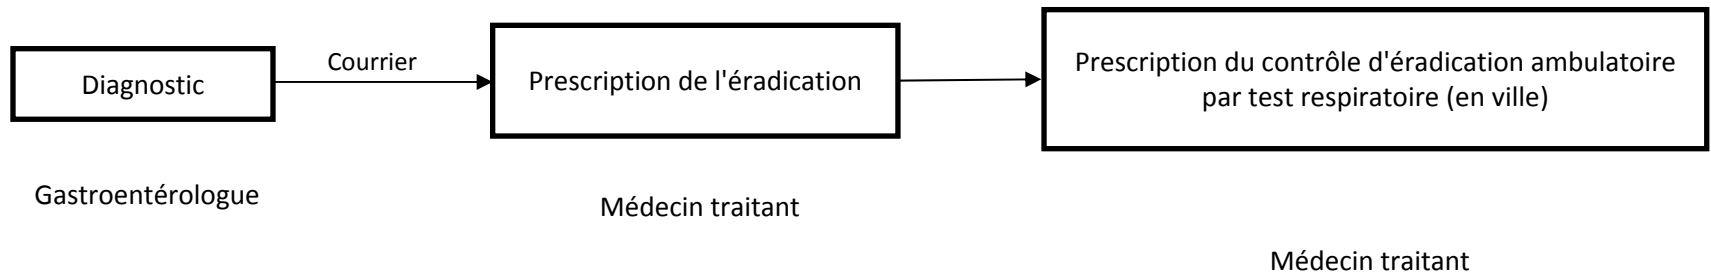 Diagnostic
Courrier
Prescription de l'éradication
Prescription du contrôle d'éradication ambulatoire
par test respiratoire (en ville)
Gastroentérologue
Médecin traitant
Médecin traitant